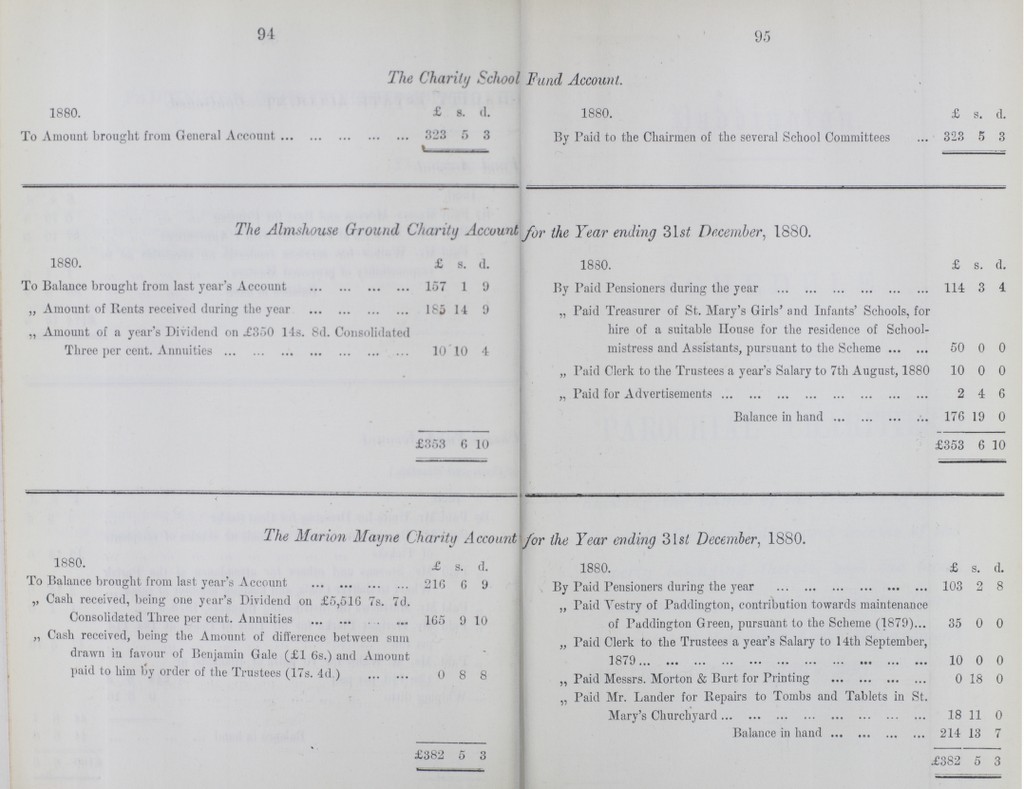 94
95
The Charity School Fund Account.
1880. £ s. d.
To Amount brought from General Account ... ... ... ... ... 323 5 3
1880. £ s. d.
By Paid to the Chairmen of the several School Committees ... 323 5 3
The Almshouse Ground Charity Account for the Year ending 31st December, 1880.
1880. £ s. d.
To Balance brought from last year's Account ... ... ... ... 157 1 9
„ Amount of Rents received during the year ... ... ... ... 185 14 9
„ Amount of a year's Dividend on £350 14s. 8d. Consolidated
Three per cent. Annuities ... ... ... ... ... ... ... 10 10 4
£353 6 10
1880. £ s. d.
By Paid Pensioners during the year ... ... ... ... ... ... 114 3 4
„ Paid Treasurer of St. Mary's Girls' and Infants' Schools, for
hire of a suitable House for the residence of School-
mistress and Assistants, pursuant to the Scheme ... ... 50 0 0
„ Paid Clerk to the Trustees a year's Salary to 7th August, 1880 10 0 0
„ Paid for Advertisements ... ... ... ... ... ... ... ... 2 4 6
Balance in hand ... ... ... ... 176 19 0
£353 6 10
The Marion Mayne Charity Account for the Year ending 31st December, 1880.
1880. £ s. d.
To Balance brought from last year's Account ... ... ... ... 216 6 9
„ Cash received, being one year's Dividend on £5,516 7s. 7d.
Consolidated Three per cent. Annuities ... ... ... ... 165 9 10
„ Cash received, being the Amount of difference between sum
drawn in favour of Benjamin Gale (£1 6s.) and Amount
paid to him by order of the Trustees (17s. 4d.) ... ... 0 8 8
£382 5 3
1880. £ s. d.
By Paid Pensioners during the year ... ... ... ... ... ... 103 2 8
„ Paid Vestry of Paddington, contribution towards maintenance
of Paddington Green, pursuant to the Scheme (1879)... 35 0 0
„ Paid Clerk to the Trustees a year's Salary to 14th September,
1879 ... ... ... ... ... ... ... ... ... ... ... 10 0 0
„ Paid Messrs. Morton & Burt for Printing ... ... ... ... 0 18 0
„ Paid Mr. Lander for Repairs to Tombs and Tablets in St.
Mary's Churchyard ... ... ... ... ... ... ... ... 18 11 0
Balance in hand ... ... ... ... 214 13 7
£382 5 3